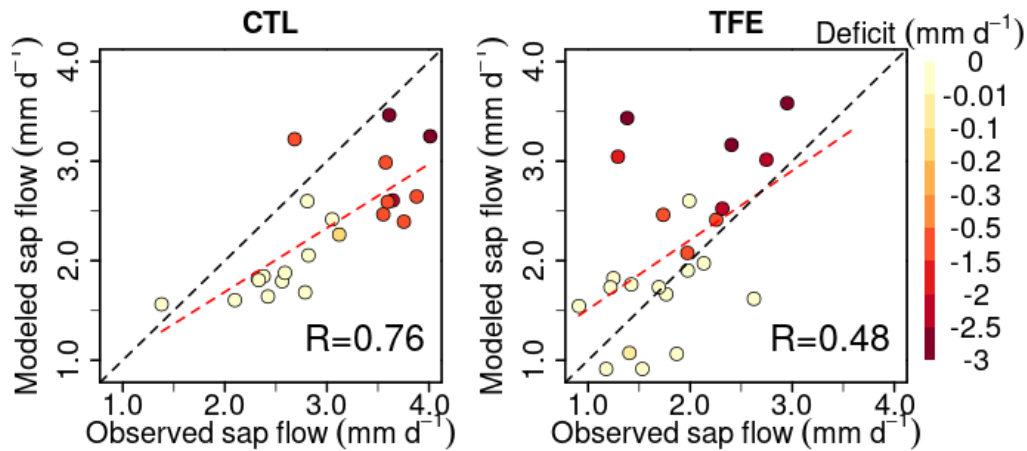 CTL
Modeled sap flow (mm d⁻¹)
4.0
3.0
2.0
1.0
R=0.76
1.0 2.0 3.0 4.0
Observed sap flow (mm d⁻¹)
TFE
Modeled sap flow (mm d⁻¹)
4.0
3.0
2.0
1.0
R=0.48
1.0 2.0 3.0 4.0
Observed sap flow (mm d⁻¹)
Deficit (mm d⁻¹)
0
-0.01
-0.1
-0.2
-0.3
-0.5
-1.5
-2
-2.5
-3